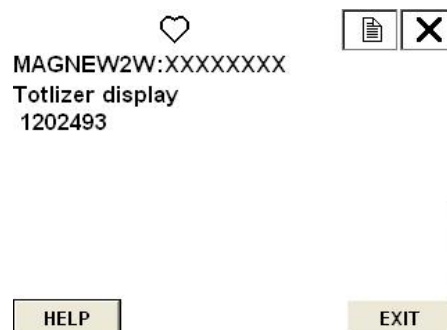 MAGNEW2W:XXXXXXXX
Totlizer display
1202493
HELP
EXIT